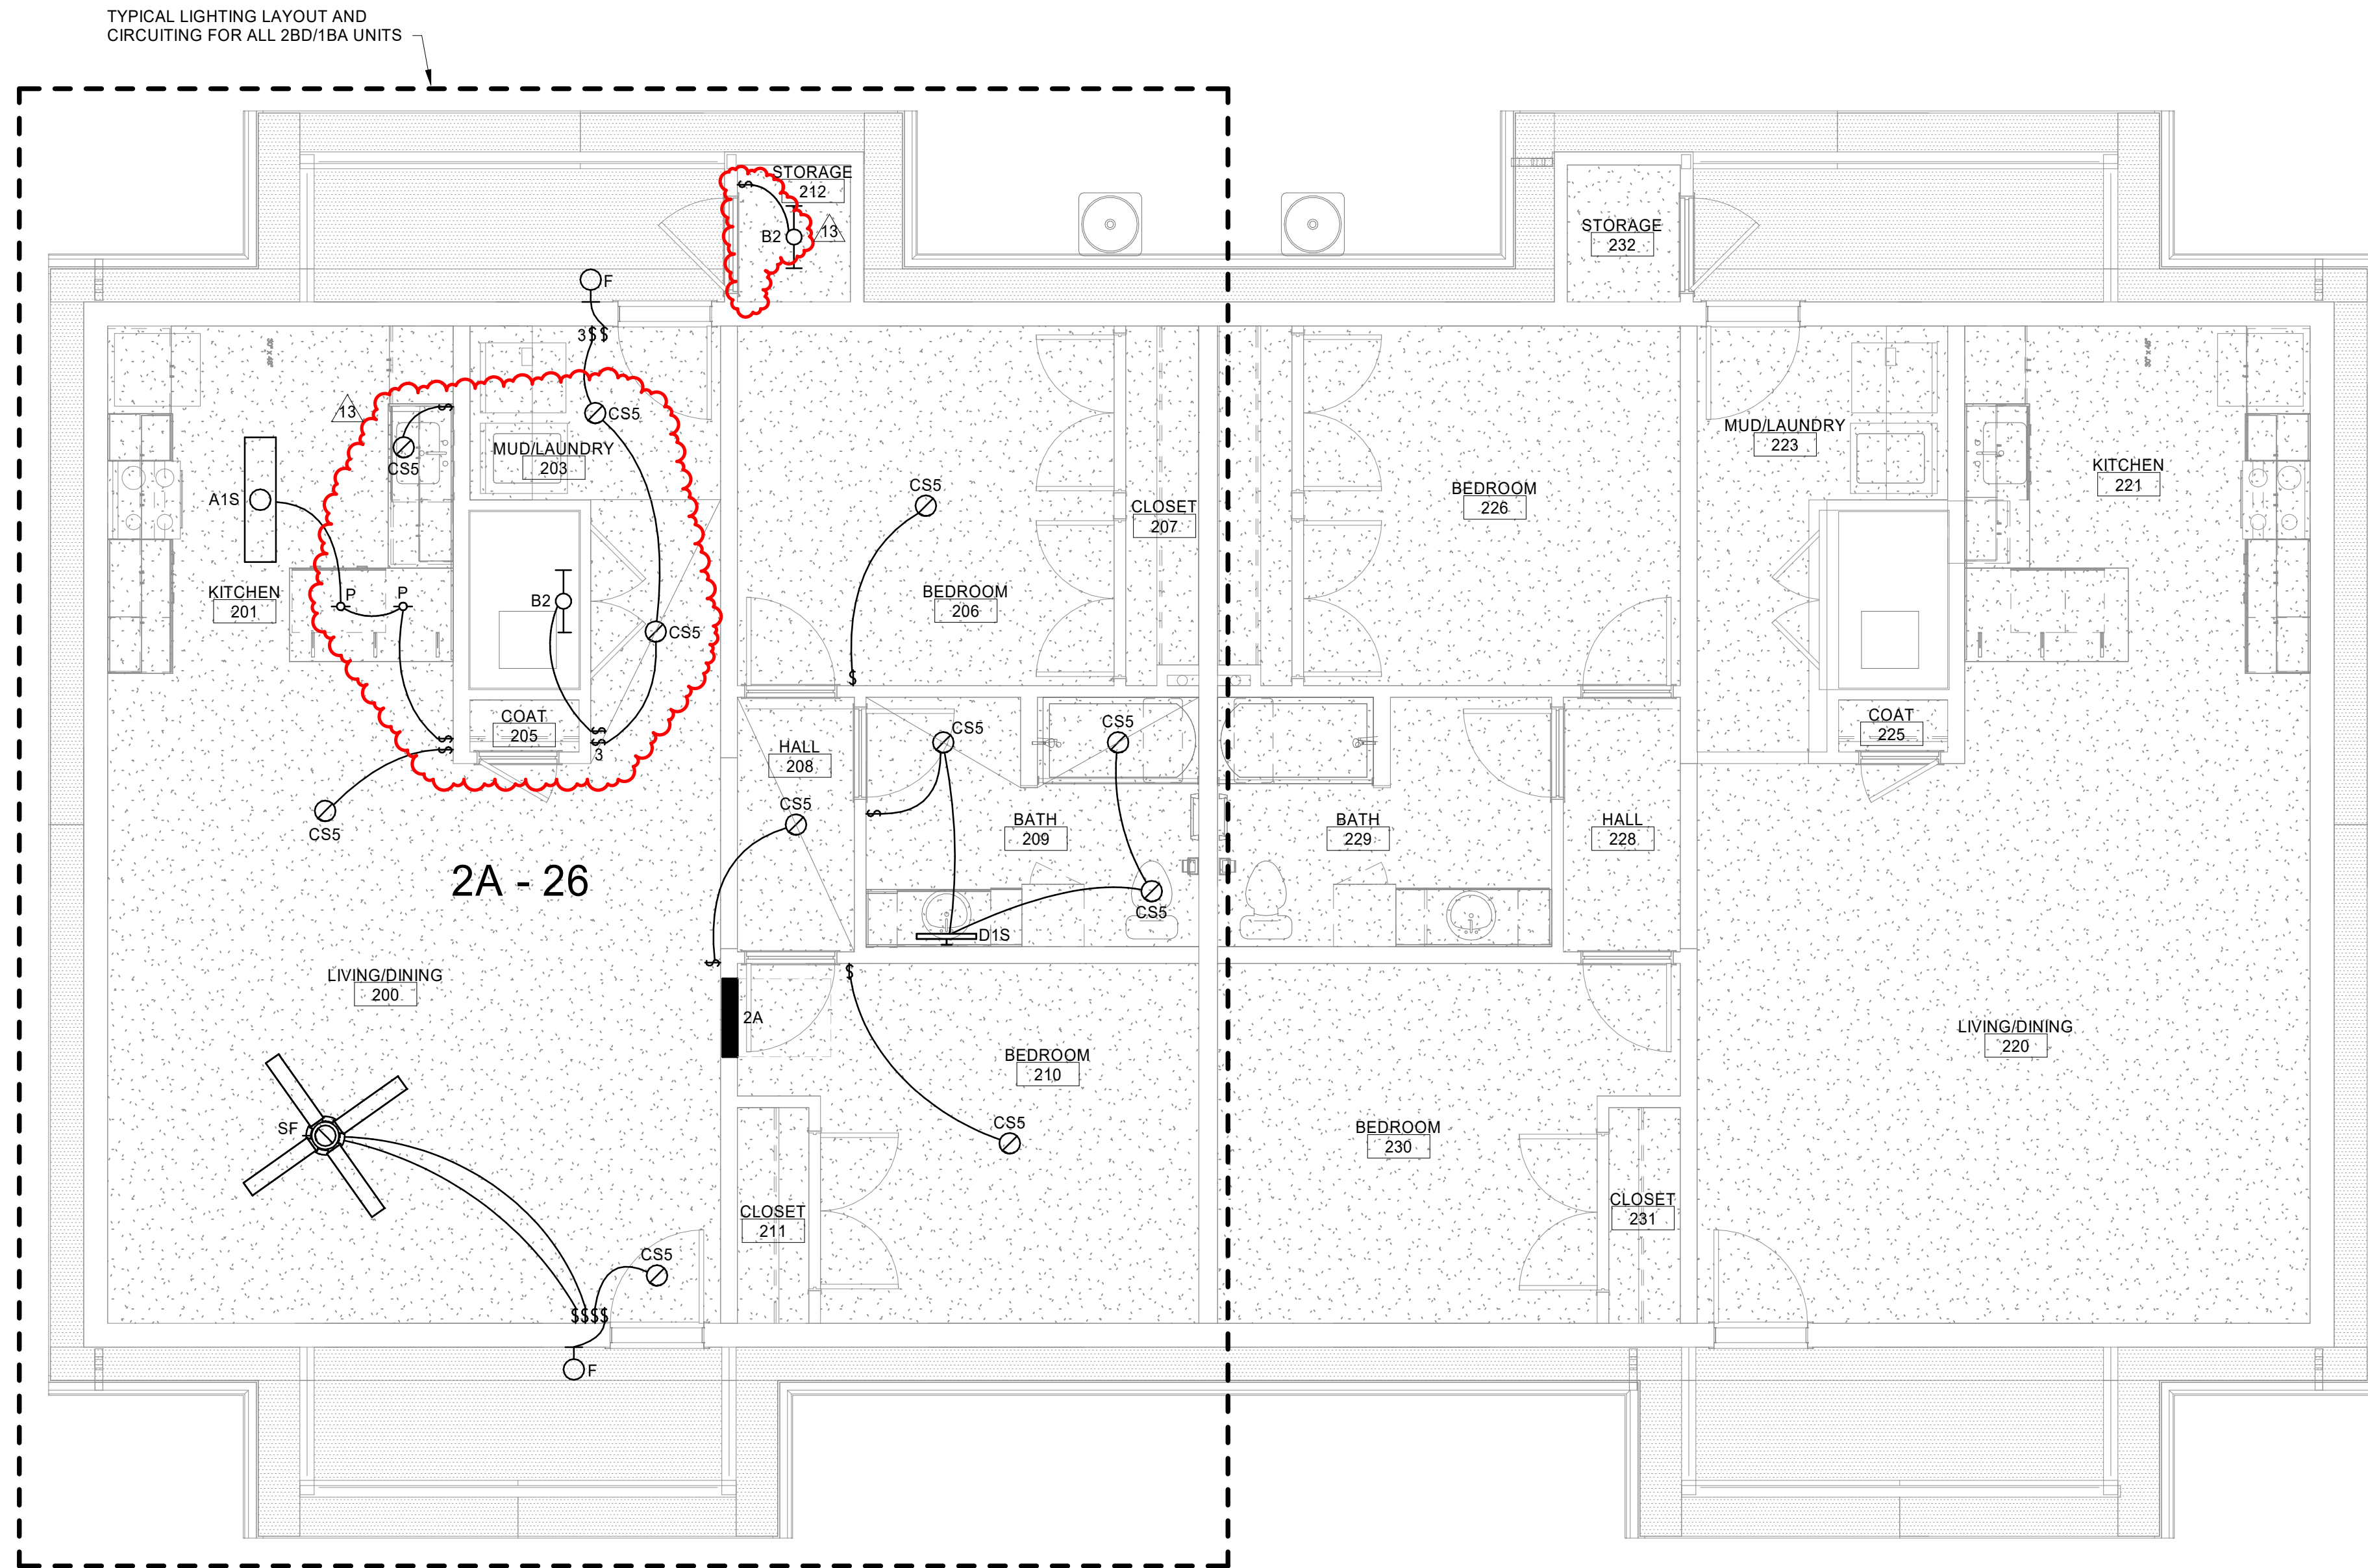 TYPICAL LIGHTING LAYOUT AND
CIRCUITING FOR ALL 2BD/1BA UNITS
STORAGE
212
B2
13
STORAGE
232
F
3 $ $
$
30" x 48"
30" x 48"
13
$
CS5
CS5
MUD/LAUNDRY
203
MUD/LAUNDRY
223
KITCHEN
221
A1S
CS5
BEDROOM
226
CLOSET
207
KITCHEN
201
P
P
B2
CS5
BEDROOM
206
$
COAT
205
$
$
$
$
3
CS5
CS5
COAT
225
HALL
208
CS5
CS5
$
BATH
209
BATH
229
HALL
228
2A - 26
CS5
D1S
$
$
LIVING/DINING
200
2A
LIVING/DINING
220
BEDROOM
210
SF
CS5
BEDROOM
230
CLOSET
211
CLOSET
231
CS5
$$$$
F